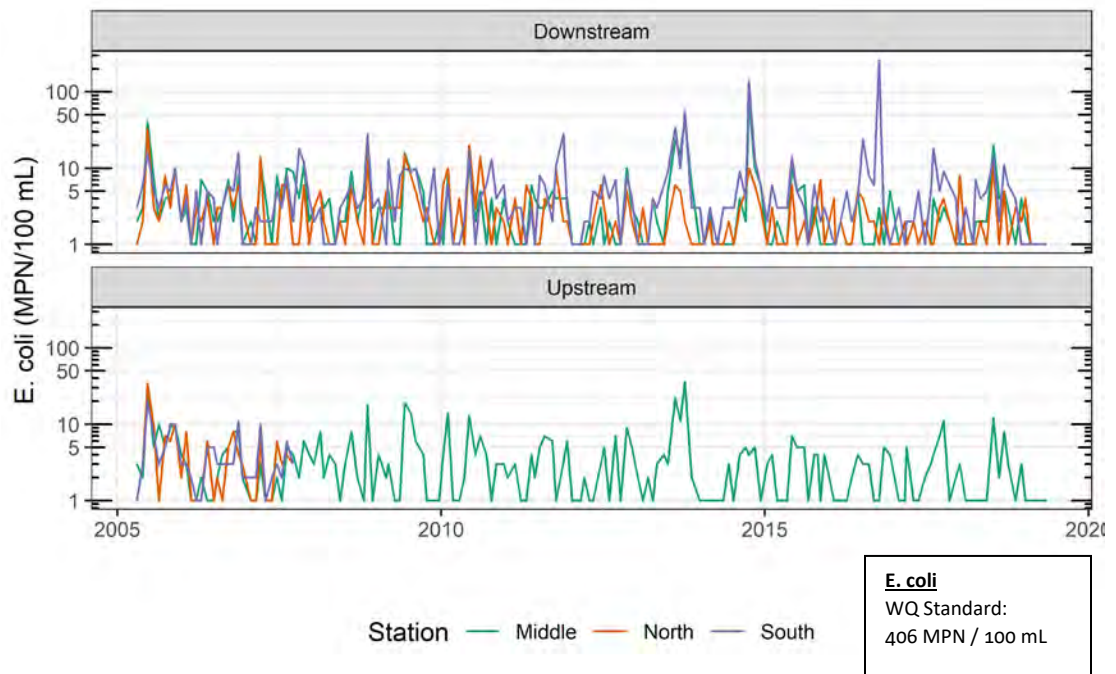 Downstream
100
50
10
5
1
Upstream
100
50
10
5
1
E. coli (MPN/100 mL)
2005 2010 2015 2020
E. coli
WQ Standard:
406 MPN / 100 mL
Station Middle North South